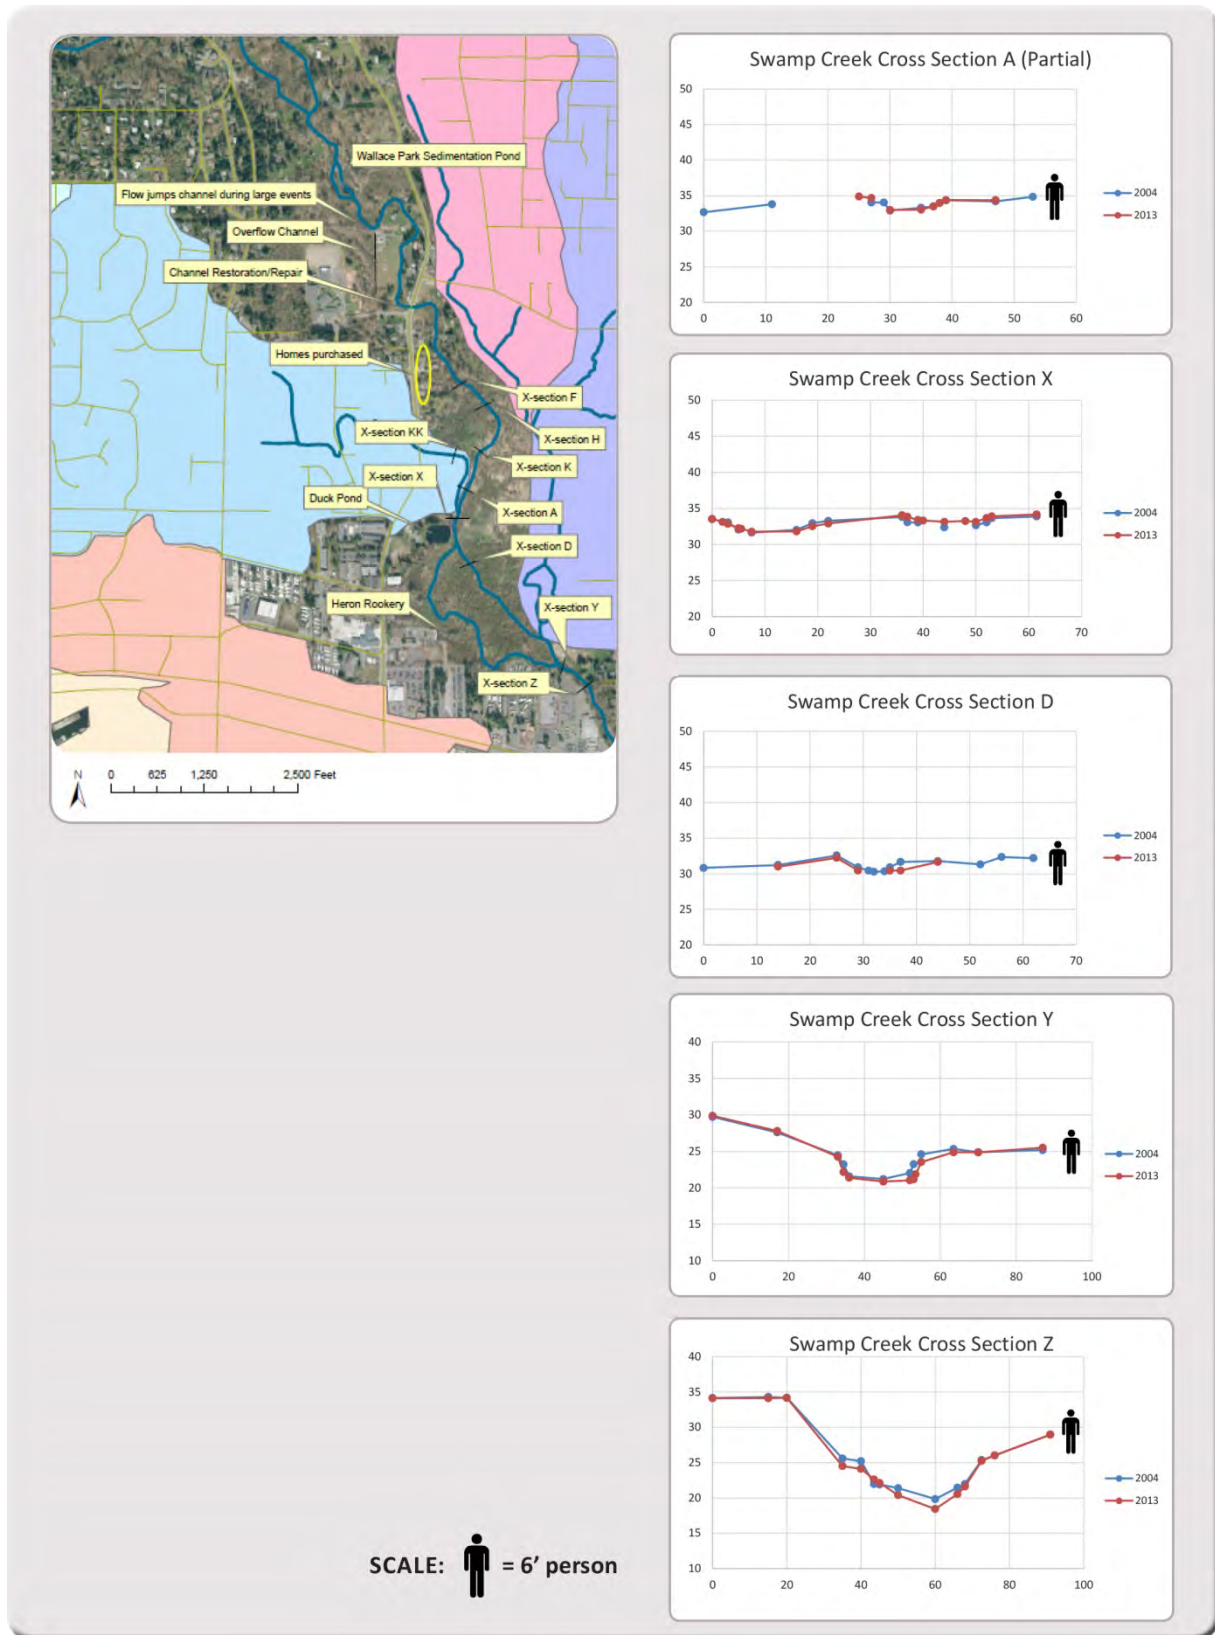 Wallace Park Sedimentation Pond
Flow jumps channel during large events
Overflow Channel
Channel Restoration/Repair
Homes purchased
X-section F
X-section KK
X-section H
X-section X
X-section K
Duck Pond
X-section A
X-section D
Heron Rookery
X-section Y
X-section Z
N 0 625 1,250 2,500 Feet
SCALE: = 6' person
Swamp Creek Cross Section A (Partial)
50
45
40
35
30
25
20
0 10 20 30 40 50 60
2004
2013
Swamp Creek Cross Section X
50
45
40
35
30
25
20
0 10 20 30 40 50 60 70
2004
2013
Swamp Creek Cross Section D
50
45
40
35
30
25
20
0 10 20 30 40 50 60 70
2004
2013
Swamp Creek Cross Section Y
40
35
30
25
20
15
10
0 20 40 60 80 100
2004
2013
Swamp Creek Cross Section Z
40
35
30
25
20
15
10
0 20 40 60 80 100
2004
2013